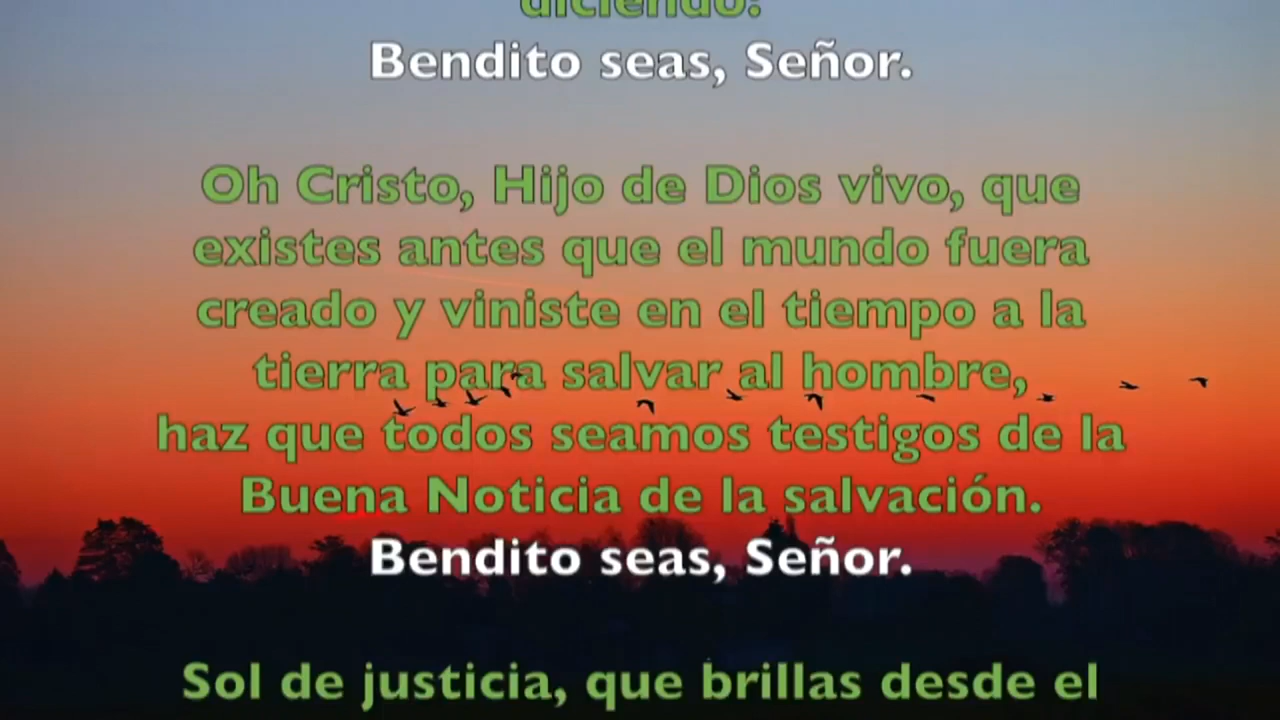 diciendo:
Bendito seas, Señor.
Oh Cristo, Hijo de Dios vivo, que
existes antes que el mundo fuera
creado y viniste en el tiempo a la
tierra para salvar al hombre,
haz que todos seamos testigos de la
Buena Noticia de la salvación.
Bendito seas, Señor.
Sol de justicia, que brillas desde el